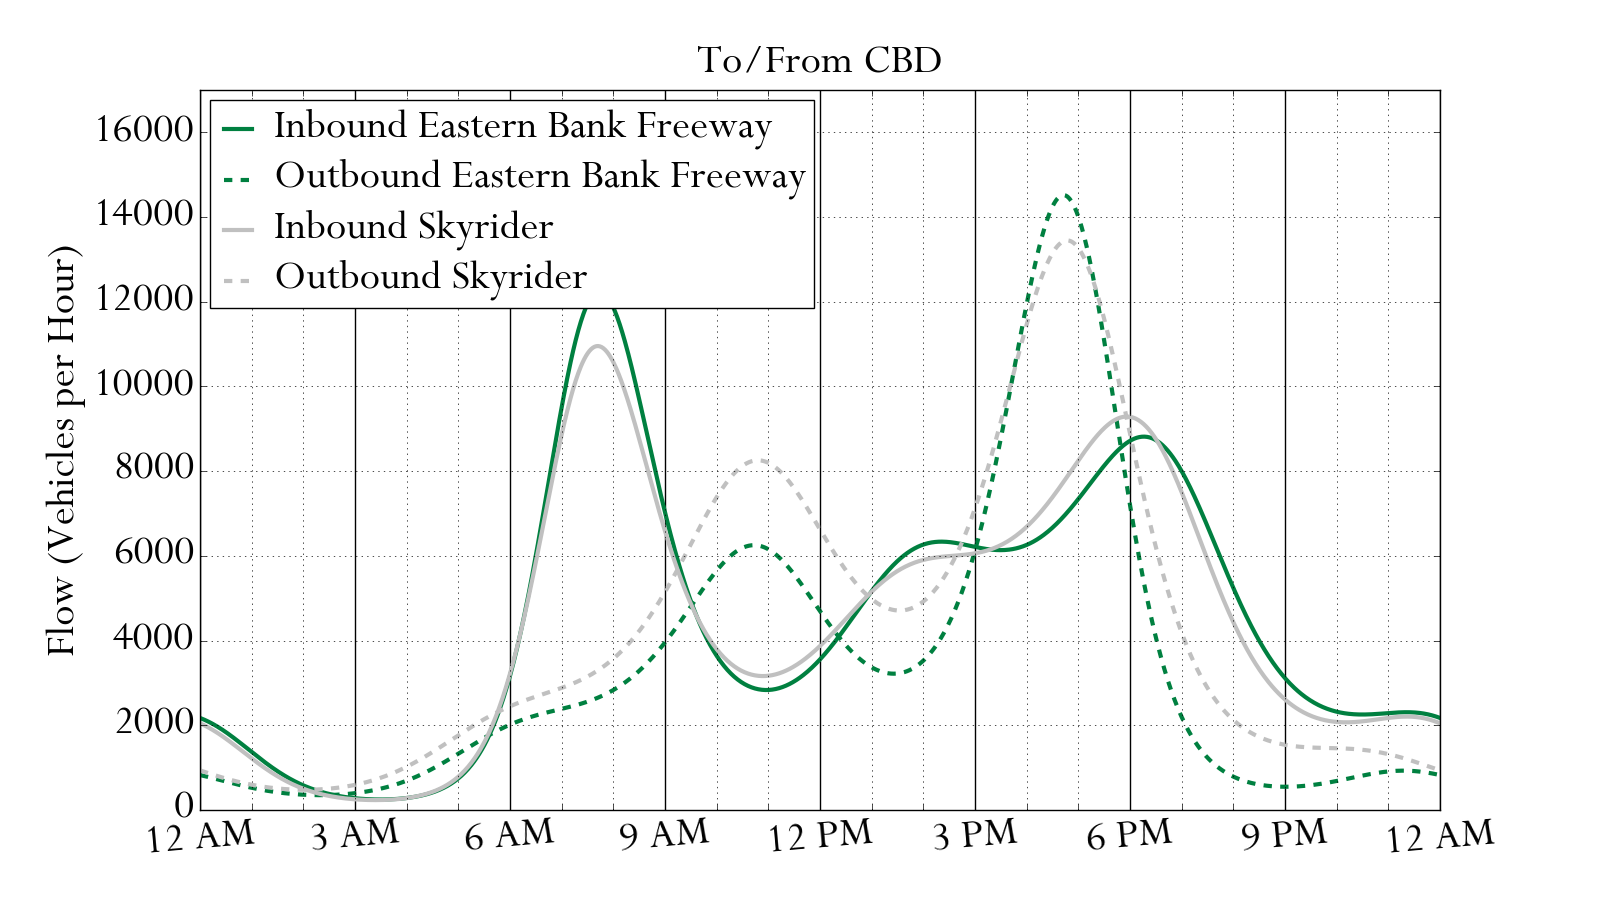 To/From CBD
Inbound Eastern Bank Freeway
Outbound Eastern Bank Freeway
Inbound Skyrider
Outbound Skyrider
Flow (Vehicles per Hour)
16000
14000
12000
10000
8000
6000
4000
2000
0
12 AM 3 AM 6 AM 9 AM 12 PM 3 PM 6 PM 9 PM 12 AM